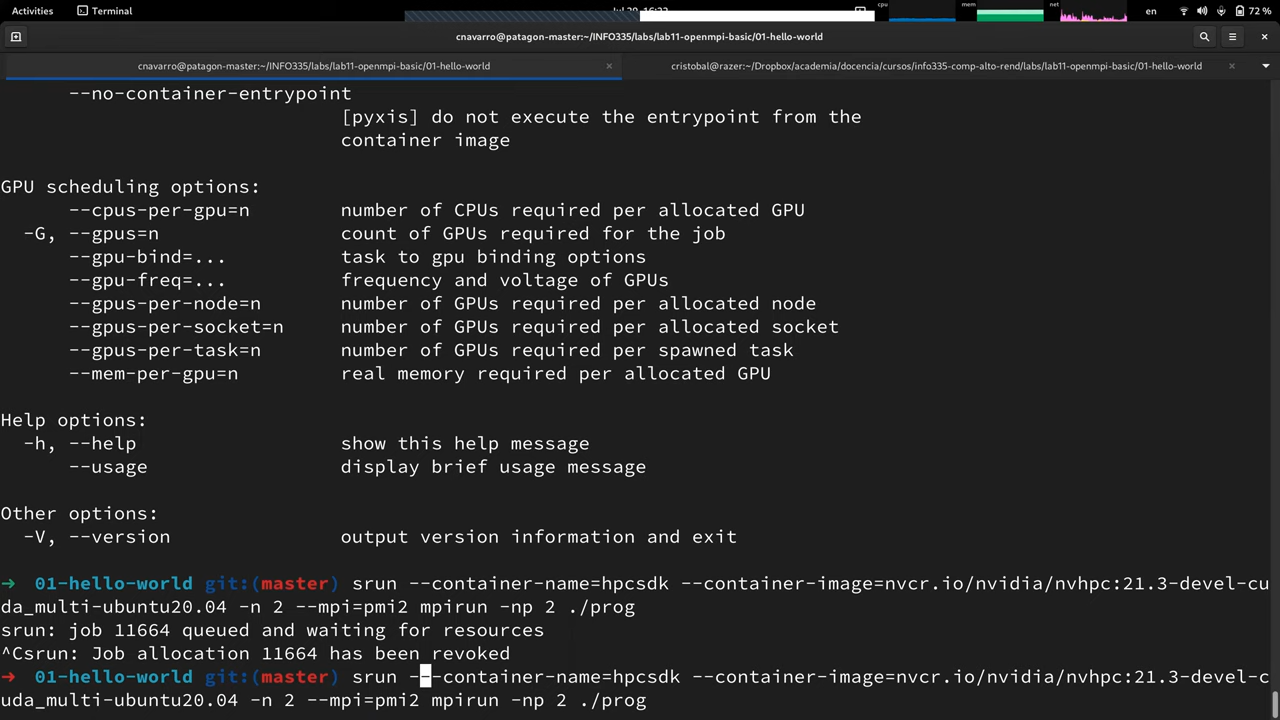 Activities Terminal cpu mem net en 72 %
cnavarro@patagon-master:~/INFO335/labs/lab11-openmpi-basic/01-hello-world
cnavarro@patagon-master:~/INFO335/labs/lab11-openmpi-basic/01-hello-world × cristobal@razer:~/Dropbox/academia/docencia/cursos/info335-comp-alto-rend/labs/lab11-openmpi-basic/01-hello-world ×
--no-container-entrypoint
[pyxis] do not execute the entrypoint from the
container image
GPU scheduling options:
--cpus-per-gpu=n number of CPUs required per allocated GPU
-G, --gpus=n count of GPUs required for the job
--gpu-bind=... task to gpu binding options
--gpu-freq=... frequency and voltage of GPUs
--gpus-per-node=n number of GPUs required per allocated node
--gpus-per-socket=n number of GPUs required per allocated socket
--gpus-per-task=n number of GPUs required per spawned task
--mem-per-gpu=n real memory required per allocated GPU
Help options:
-h, --help show this help message
--usage display brief usage message
Other options:
-V, --version output version information and exit
→ 01-hello-world git:(master) srun --container-name=hpcsdk --container-image=nvcr.io/nvidia/nvhpc:21.3-devel-cu
da_multi-ubuntu20.04 -n 2 --mpi=pmi2 mpirun -np 2 ./prog
srun: job 11664 queued and waiting for resources
^Csrun: Job allocation 11664 has been revoked
→ 01-hello-world git:(master) srun ---container-name=hpcsdk --container-image=nvcr.io/nvidia/nvhpc:21.3-devel-c
uda_multi-ubuntu20.04 -n 2 --mpi=pmi2 mpirun -np 2 ./prog